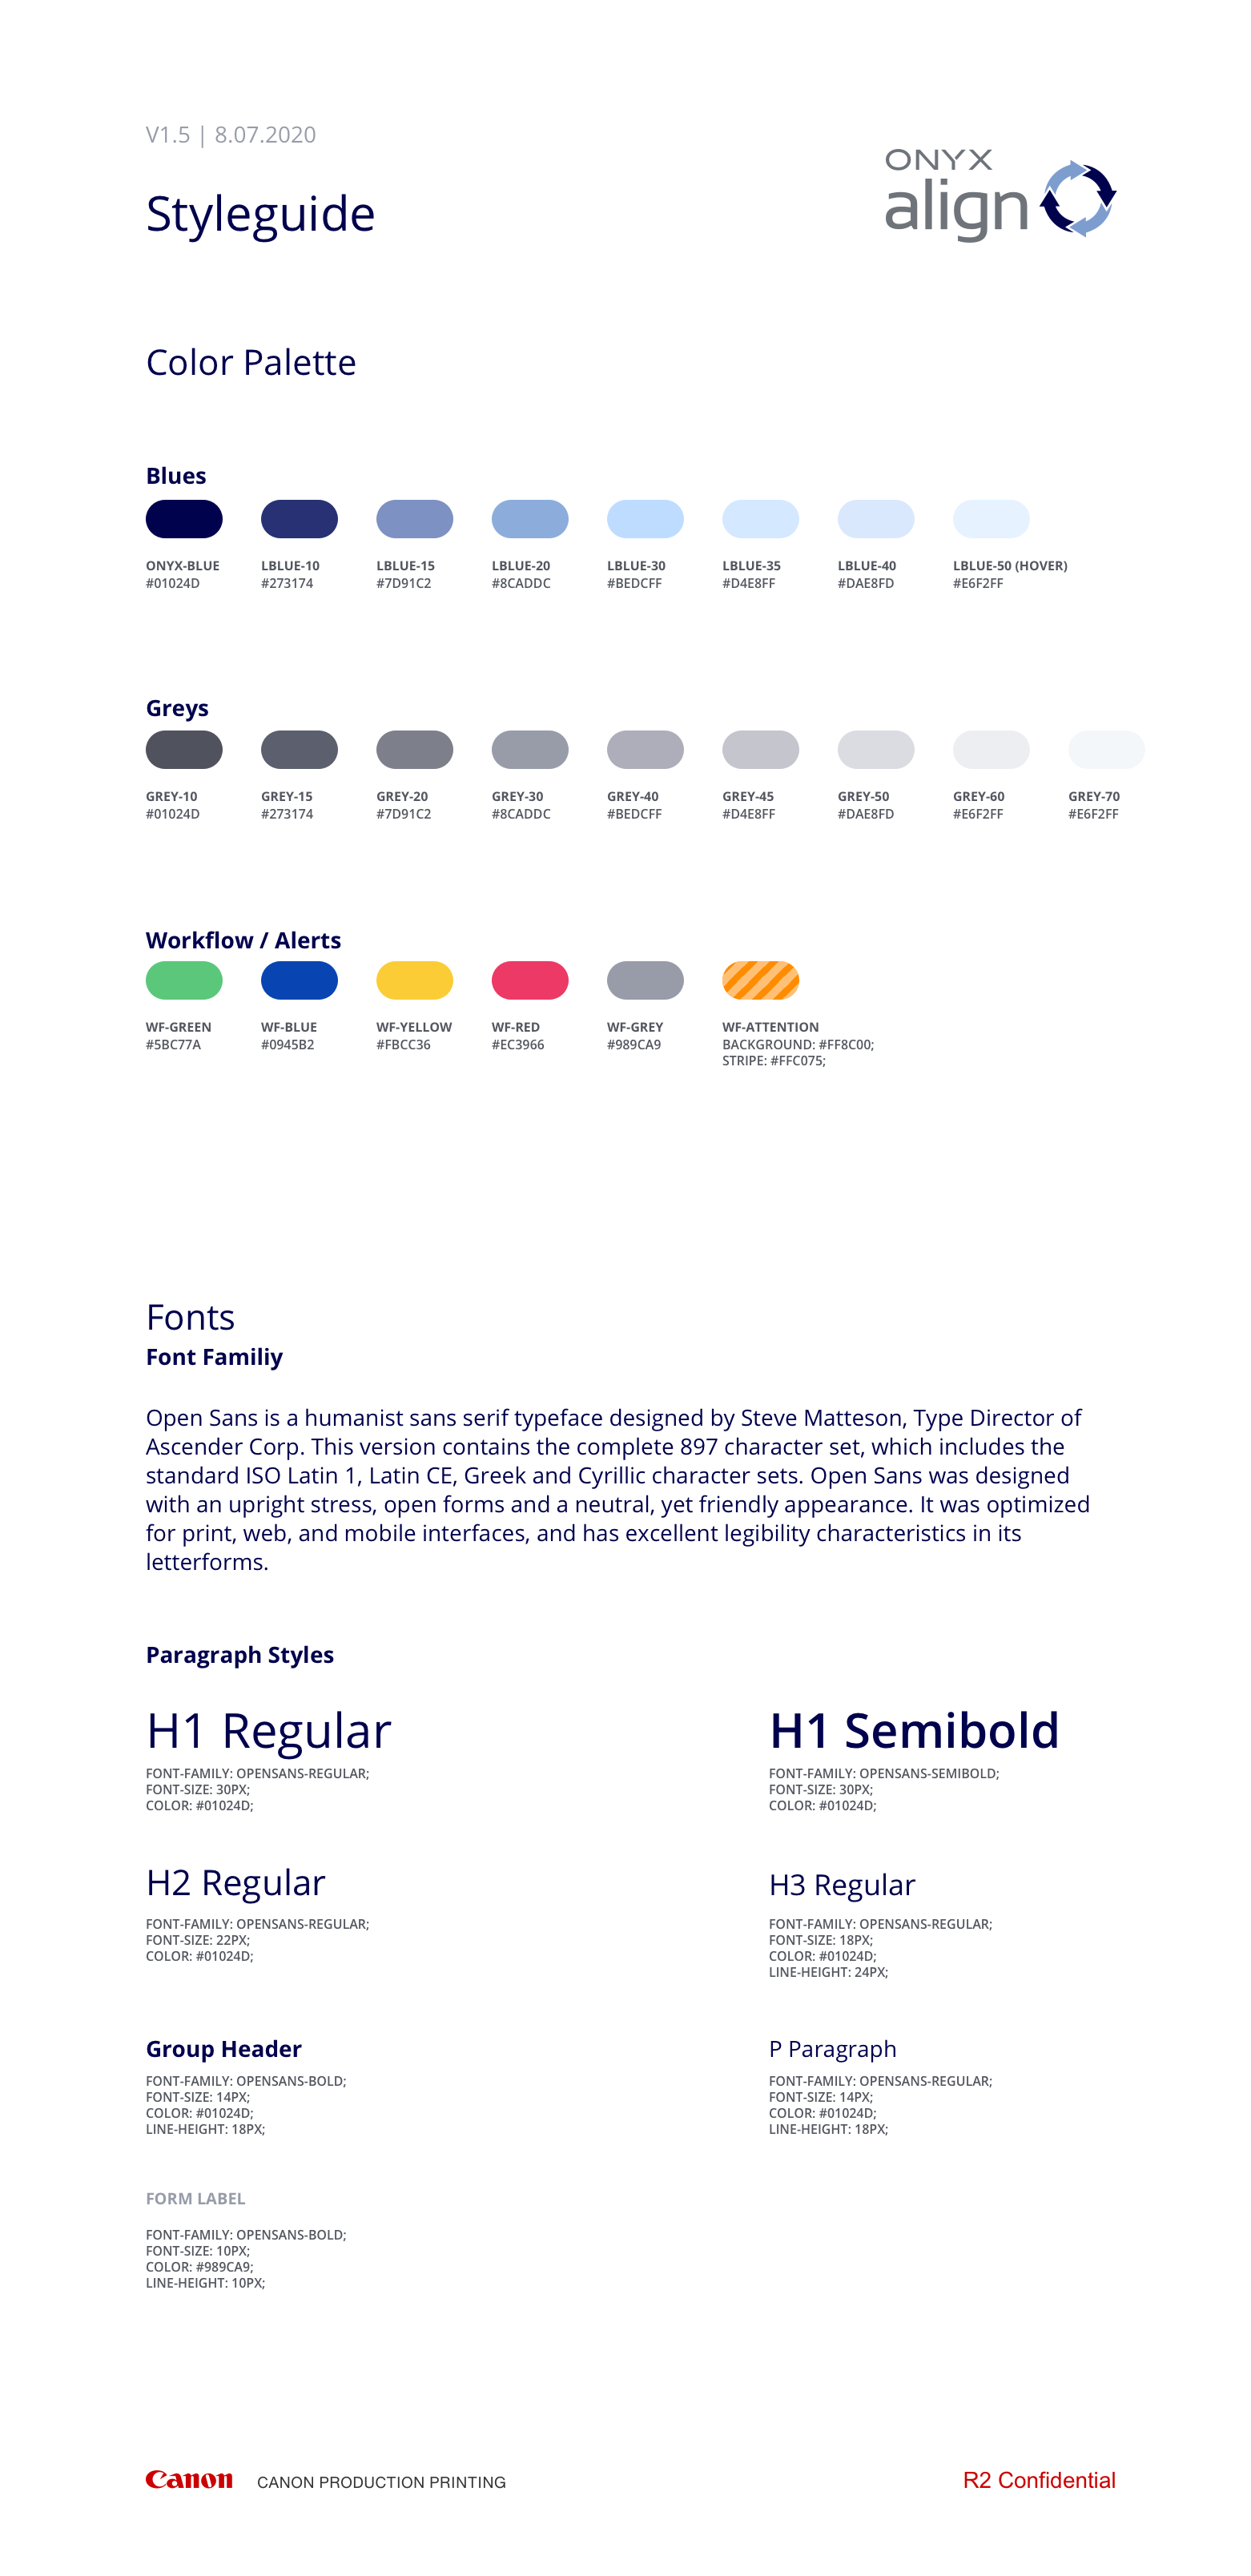 V1.5 | 8.07.2020
Styleguide
ONYX
align
Color Palette
Blues
ONYX-BLUE LBLUE-10 LBLUE-15 LBLUE-20 LBLUE-30 LBLUE-35 LBLUE-40 LBLUE-50 (HOVER)
#01024D #273174 #7D91C2 #8CADDC #BEDCFF #D4E8FF #DAE8FD #E6F2FF
Greys
GREY-10 GREY-15 GREY-20 GREY-30 GREY-40 GREY-45 GREY-50 GREY-60 GREY-70
#01024D #273174 #7D91C2 #8CADDC #BEDCFF #D4E8FF #DAE8FD #E6F2FF #E6F2FF
Workflow / Alerts
WF-GREEN WF-BLUE WF-YELLOW WF-RED WF-GREY WF-ATTENTION
#5BC77A #0945B2 #FBCC36 #EC3966 #989CA9 BACKGROUND: #FF8C00;
STRIPE: #FFC075;
Fonts
Font Familiy
Open Sans is a humanist sans serif typeface designed by Steve Matteson, Type Director of
Ascender Corp. This version contains the complete 897 character set, which includes the
standard ISO Latin 1, Latin CE, Greek and Cyrillic character sets. Open Sans was designed
with an upright stress, open forms and a neutral, yet friendly appearance. It was optimized
for print, web, and mobile interfaces, and has excellent legibility characteristics in its
letterforms.
Paragraph Styles
H1 Regular
FONT-FAMILY: OPENSANS-REGULAR;
FONT-SIZE: 30PX;
COLOR: #01024D;
H1 Semibold
FONT-FAMILY: OPENSANS-SEMIBOLD;
FONT-SIZE: 30PX;
COLOR: #01024D;
H2 Regular
FONT-FAMILY: OPENSANS-REGULAR;
FONT-SIZE: 22PX;
COLOR: #01024D;
H3 Regular
FONT-FAMILY: OPENSANS-REGULAR;
FONT-SIZE: 18PX;
COLOR: #01024D;
LINE-HEIGHT: 24PX;
Group Header
FONT-FAMILY: OPENSANS-BOLD;
FONT-SIZE: 14PX;
COLOR: #01024D;
LINE-HEIGHT: 18PX;
P Paragraph
FONT-FAMILY: OPENSANS-REGULAR;
FONT-SIZE: 14PX;
COLOR: #01024D;
LINE-HEIGHT: 18PX;
FORM LABEL
FONT-FAMILY: OPENSANS-BOLD;
FONT-SIZE: 10PX;
COLOR: #989CA9;
LINE-HEIGHT: 10PX;
Canon CANON PRODUCTION PRINTING R2 Confidential